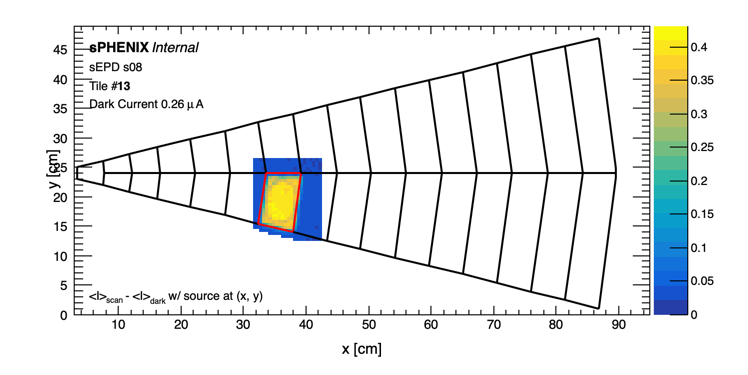 sPHENIX Internal
sEPD s08
Tile #13
Dark Current 0.26 μA
<I>scan - <I>dark w/ source at (x, y)
y [cm]
45
40
35
30
25
20
15
10
5
0
10 20 30 40 50 60 70 80 90
x [cm]
0.4
0.35
0.3
0.25
0.2
0.15
0.1
0.05
0